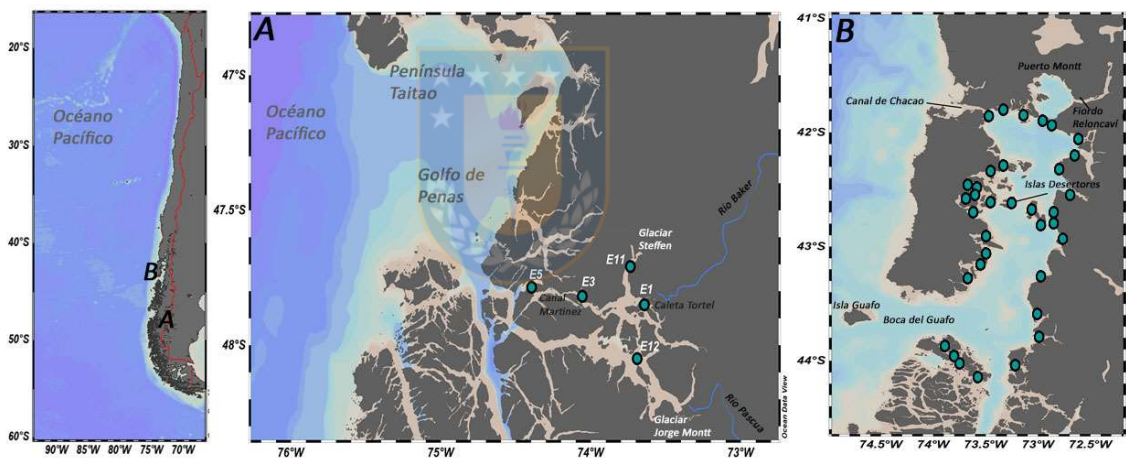 20°S
30°S
40°S
50°S
60°S
90°W
85°W
80°W
75°W
70°W
Océano
Pacífico
B
A
A
47°S
47.5°S
48°S
76°W
75°W
74°W
73°W
Península
Taitao
Océano
Pacífico
Golfo de
Penas
Río Baker
Glaciar
Steffen
E11
E5
E3
E1
Canal
Martínez
Caleta Tortel
E12
Río Pascua
Glaciar
Jorge Montt
Ocean Data View
B
41°S
42°S
43°S
44°S
74.5°W
74°W
73.5°W
73°W
72.5°W
Puerto Montt
Canal de Chacao
Fiordo
Reloncaví
Islas Desertores
Isla Guafo
Boca del Guafo